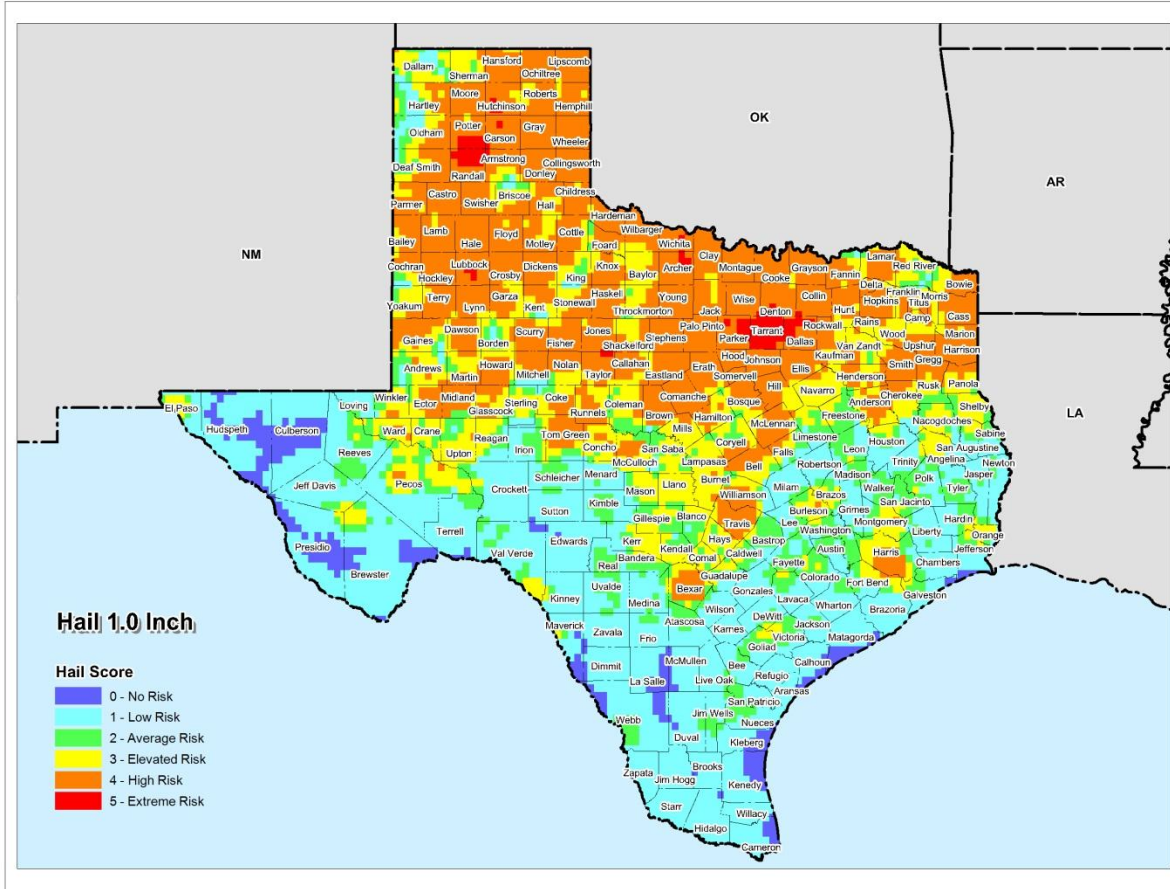 Hansford Lipscomb
Dallam
Sherman Ochiltree
Moore Roberts
Hartley Hutchinson Hemphill
Potter
Oldham Carson Gray
Wheeler
Armstrong
Deaf Smith Collingsworth
Randall Donley
Castro Briscoe Childress
Parmer Swisher Hall
Hardeman
Lamb Floyd Cottle Wilbarger
Bailey Hale Motley Foard Wichita
Clay
Lubbock Dickens Knox Archer Montague Grayson
Cochran Crosby King Baylor Cooke Fannin
Hockley
Lamar
Red River
Delta Franklin Bowie
Garza Haskell Young Wise Collin Hopkins Titus Morris
Yoakum Terry Lynn Kent Stonewall Throckmorton Jack Denton Hunt Camp Cass
Dawson Scurry Jones Palo Pinto Tarrant Rockwall Rains Wood Marion
Gaines Borden Fisher Shackelford Stephens Parker Dallas Van Zandt Upshur Harrison
Andrews Howard Nolan Callahan Hood Johnson Kaufman Smith Gregg
Martin Mitchell Taylor Eastland Erath Somervell Ellis Henderson Rusk Panola
Hill Navarro
El Paso Loving Winkler Midland Sterling Coke Coleman Comanche Bosque Anderson Cherokee Shelby
Ector Glasscock Runnels Brown Hamilton McLennan Freestone Nacogdoches
Hudspeth Culberson Ward Crane Reagan Tom Green Mills Coryell Limestone Houston Sabine
Reeves Upton Irion Concho San Saba Falls Leon San Augustine
McCulloch Lampasas Bell Robertson Trinity Angelina Newton
Jeff Davis Pecos Crockett Schleicher Menard Burnet Madison Polk Jasper
Mason Llano Williamson Milam Brazos Walker Tyler
Sutton Kimble Burleson Grimes San Jacinto
Terrell Gillespie Blanco Travis Lee Washington Montgomery Hardin
Presidio Edwards Kerr Hays Bastrop Liberty Orange
Brewster Val Verde Bandera Kendall Comal Caldwell Austin Harris Jefferson
Real Fayette Chambers
Uvalde Guadalupe Colorado Fort Bend
Kinney Medina Bexar Gonzales Lavaca Galveston
Wilson Wharton Brazoria
Maverick Atascosa DeWitt
Zavala Frio Karnes Jackson
Victoria Matagorda
Goliad
Dimmit McMullen Bee Calhoun
La Salle Live Oak Refugio
Aransas
San Patricio
Webb Jim Wells
Nueces
Duval Kleberg
Brooks
Zapata Jim Hogg Kenedy
Starr Willacy
Hidalgo
Cameron
OK
AR
NM
LA
Hail 1.0 Inch
Hail Score
0 - No Risk
1 - Low Risk
2 - Average Risk
3 - Elevated Risk
4 - High Risk
5 - Extreme Risk